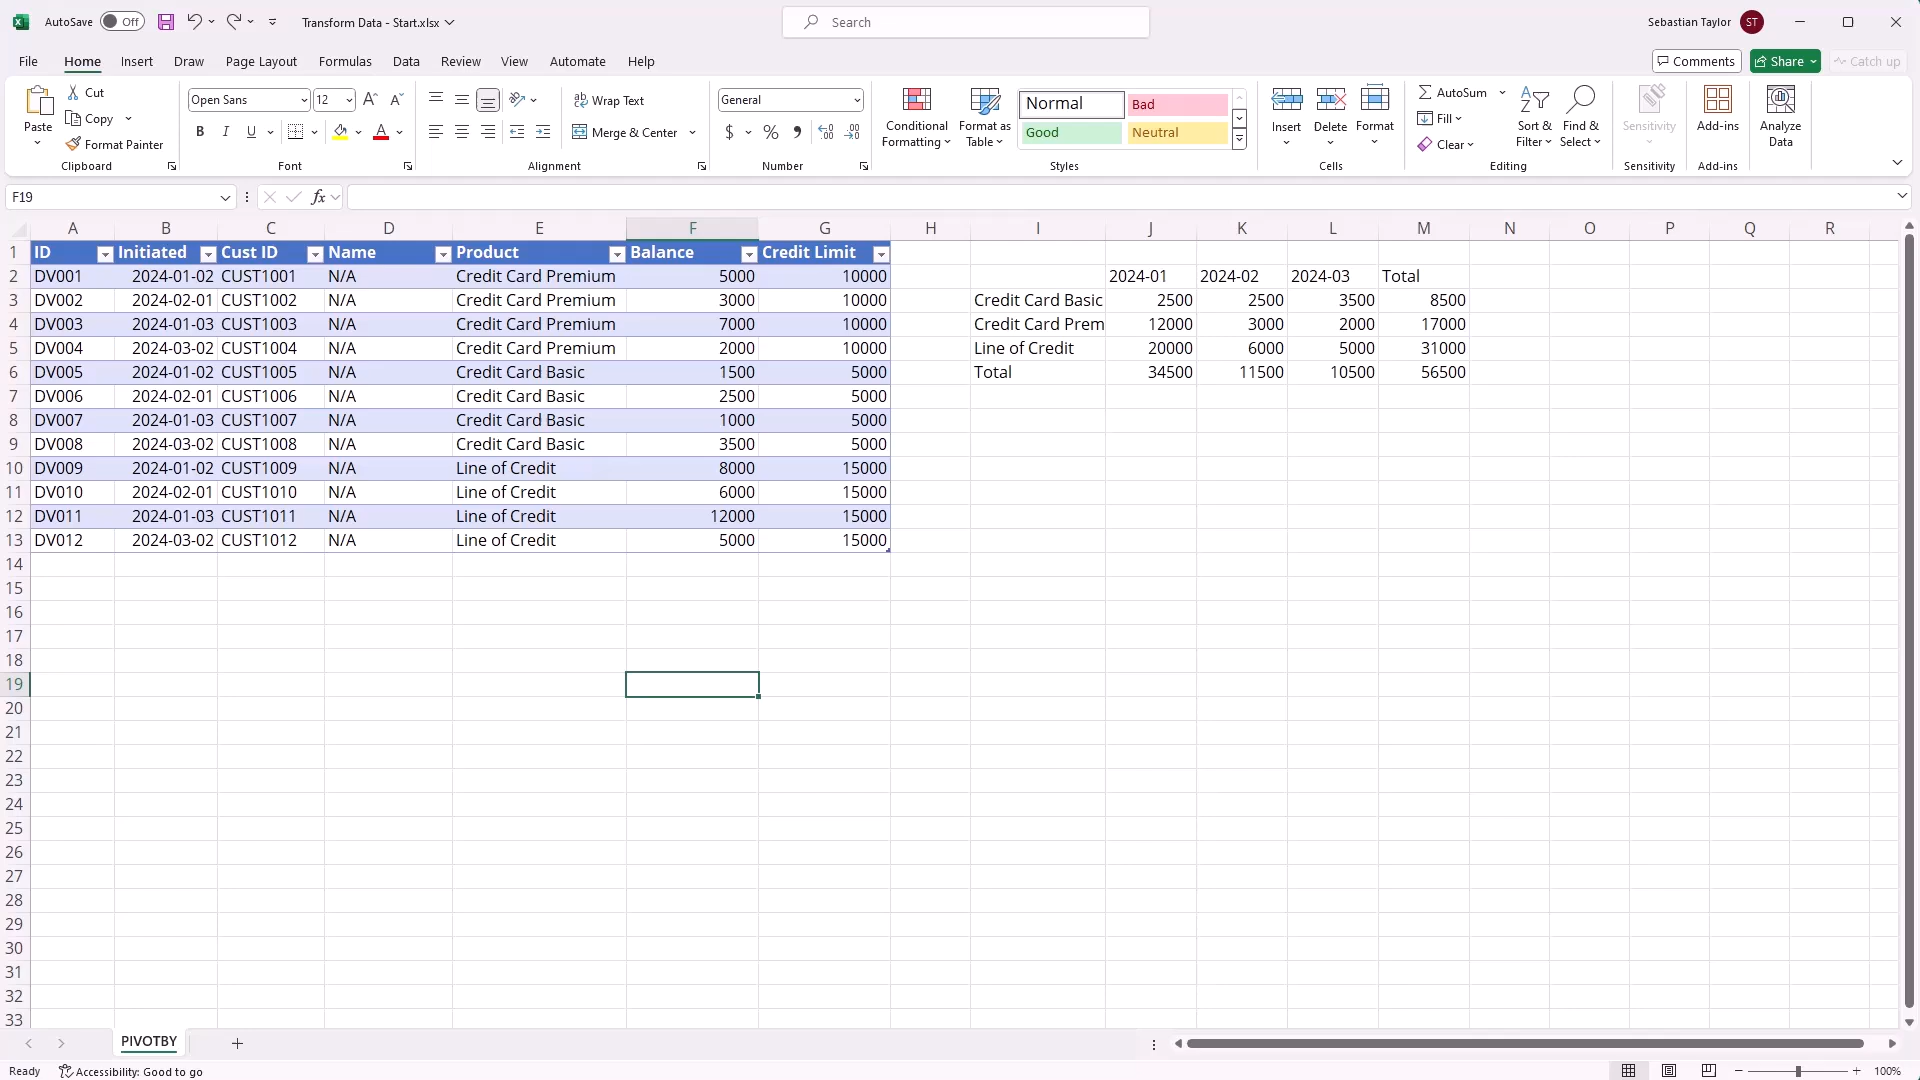 AutoSave Off Transform Data - Start.xlsx Search Sebastian Taylor ST
File Home Insert Draw Page Layout Formulas Data Review View Automate Help Comments Share Catch up
Paste Cut Copy Format Painter Clipboard
Open Sans 12 A A B I U A Font
ab Wrap Text Merge & Center Alignment
General $ % Number
Conditional Formatting Format as Table Normal Bad Good Neutral Styles
Insert Delete Format Cells
AutoSum Fill Clear Sort & Filter Find & Select Editing
Sensitivity Sensitivity
Add-ins Add-ins
Analyze Data
F19 fx
A B C D E F G H I J K L M N O P Q R
1 ID Initiated Cust ID Name Product Balance Credit Limit
2 DV001 2024-01-02 CUST1001 N/A Credit Card Premium 5000 10000 2024-01 2024-02 2024-03 Total
3 DV002 2024-02-01 CUST1002 N/A Credit Card Premium 3000 10000 Credit Card Basic 2500 2500 3500 8500
4 DV003 2024-01-03 CUST1003 N/A Credit Card Premium 7000 10000 Credit Card Prem 12000 3000 2000 17000
5 DV004 2024-03-02 CUST1004 N/A Credit Card Premium 2000 10000 Line of Credit 20000 6000 5000 31000
6 DV005 2024-01-02 CUST1005 N/A Credit Card Basic 1500 5000 Total 34500 11500 10500 56500
7 DV006 2024-02-01 CUST1006 N/A Credit Card Basic 2500 5000
8 DV007 2024-01-03 CUST1007 N/A Credit Card Basic 1000 5000
9 DV008 2024-03-02 CUST1008 N/A Credit Card Basic 3500 5000
10 DV009 2024-01-02 CUST1009 N/A Line of Credit 8000 15000
11 DV010 2024-02-01 CUST1010 N/A Line of Credit 6000 15000
12 DV011 2024-01-03 CUST1011 N/A Line of Credit 12000 15000
13 DV012 2024-03-02 CUST1012 N/A Line of Credit 5000 15000
14
15
16
17
18
19
20
21
22
23
24
25
26
27
28
29
30
31
32
33
PIVOTBY
Ready Accessibility: Good to go 100%